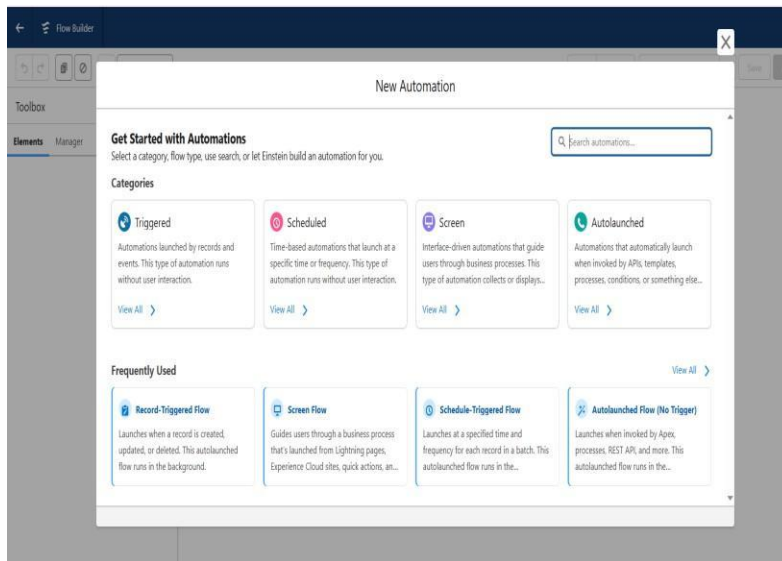 Flow Builder
X
Save
New Automation
Toolbox
Elements Manager
Get Started with Automations
Select a category, flow type, use search, or let Einstein build an automation for you.
Search automations...
Categories
Triggered
Automations launched by records and
events. This type of automation runs
without user interaction.
View All
Scheduled
Time-based automations that launch at a
specific time or frequency. This type of
automation runs without user interaction.
View All
Screen
Interface-driven automations that guide
users through business processes. This
type of automation collects or displays...
View All
Autolaunched
Automations that automatically launch
when invoked by APIs, templates,
processes, conditions, or something else...
View All
Frequently Used
View All
Record-Triggered Flow
Launches when a record is created,
updated, or deleted. This autolaunched
flow runs in the background.
Screen Flow
Guides users through a business process
that's launched from Lightning pages,
Experience Cloud sites, quick actions, an...
Schedule-Triggered Flow
Launches at a specified time and
frequency for each record in a batch. This
autolaunched flow runs in the...
Autolaunched Flow (No Trigger)
Launches when invoked by Apex,
processes, REST API, and more. This
autolaunched flow runs in the...